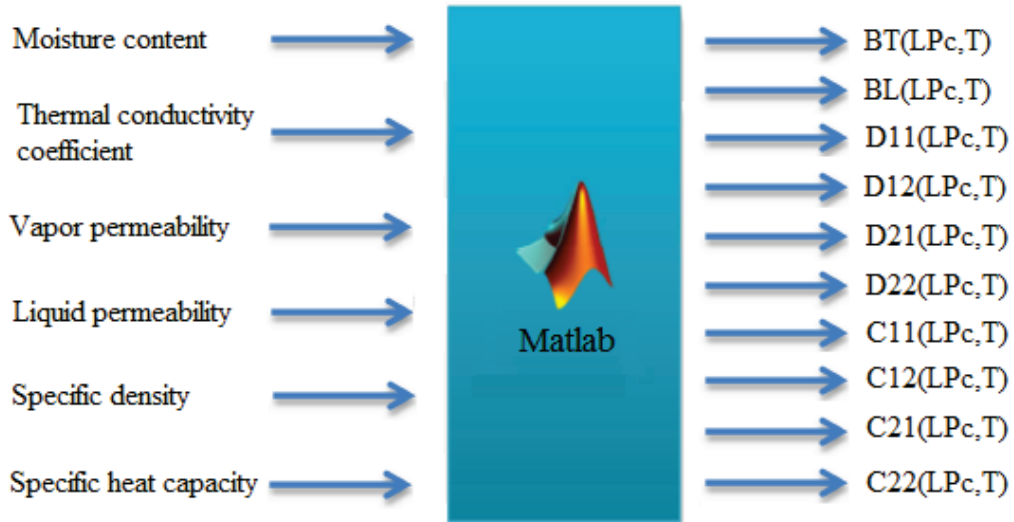 Moisture content
Thermal conductivity
coefficient
Vapor permeability
Liquid permeability
Specific density
Specific heat capacity
Matlab
BT(LPc,T)
BL(LPc,T)
D11(LPc,T)
D12(LPc,T)
D21(LPc,T)
D22(LPc,T)
C11(LPc,T)
C12(LPc,T)
C21(LPc,T)
C22(LPc,T)